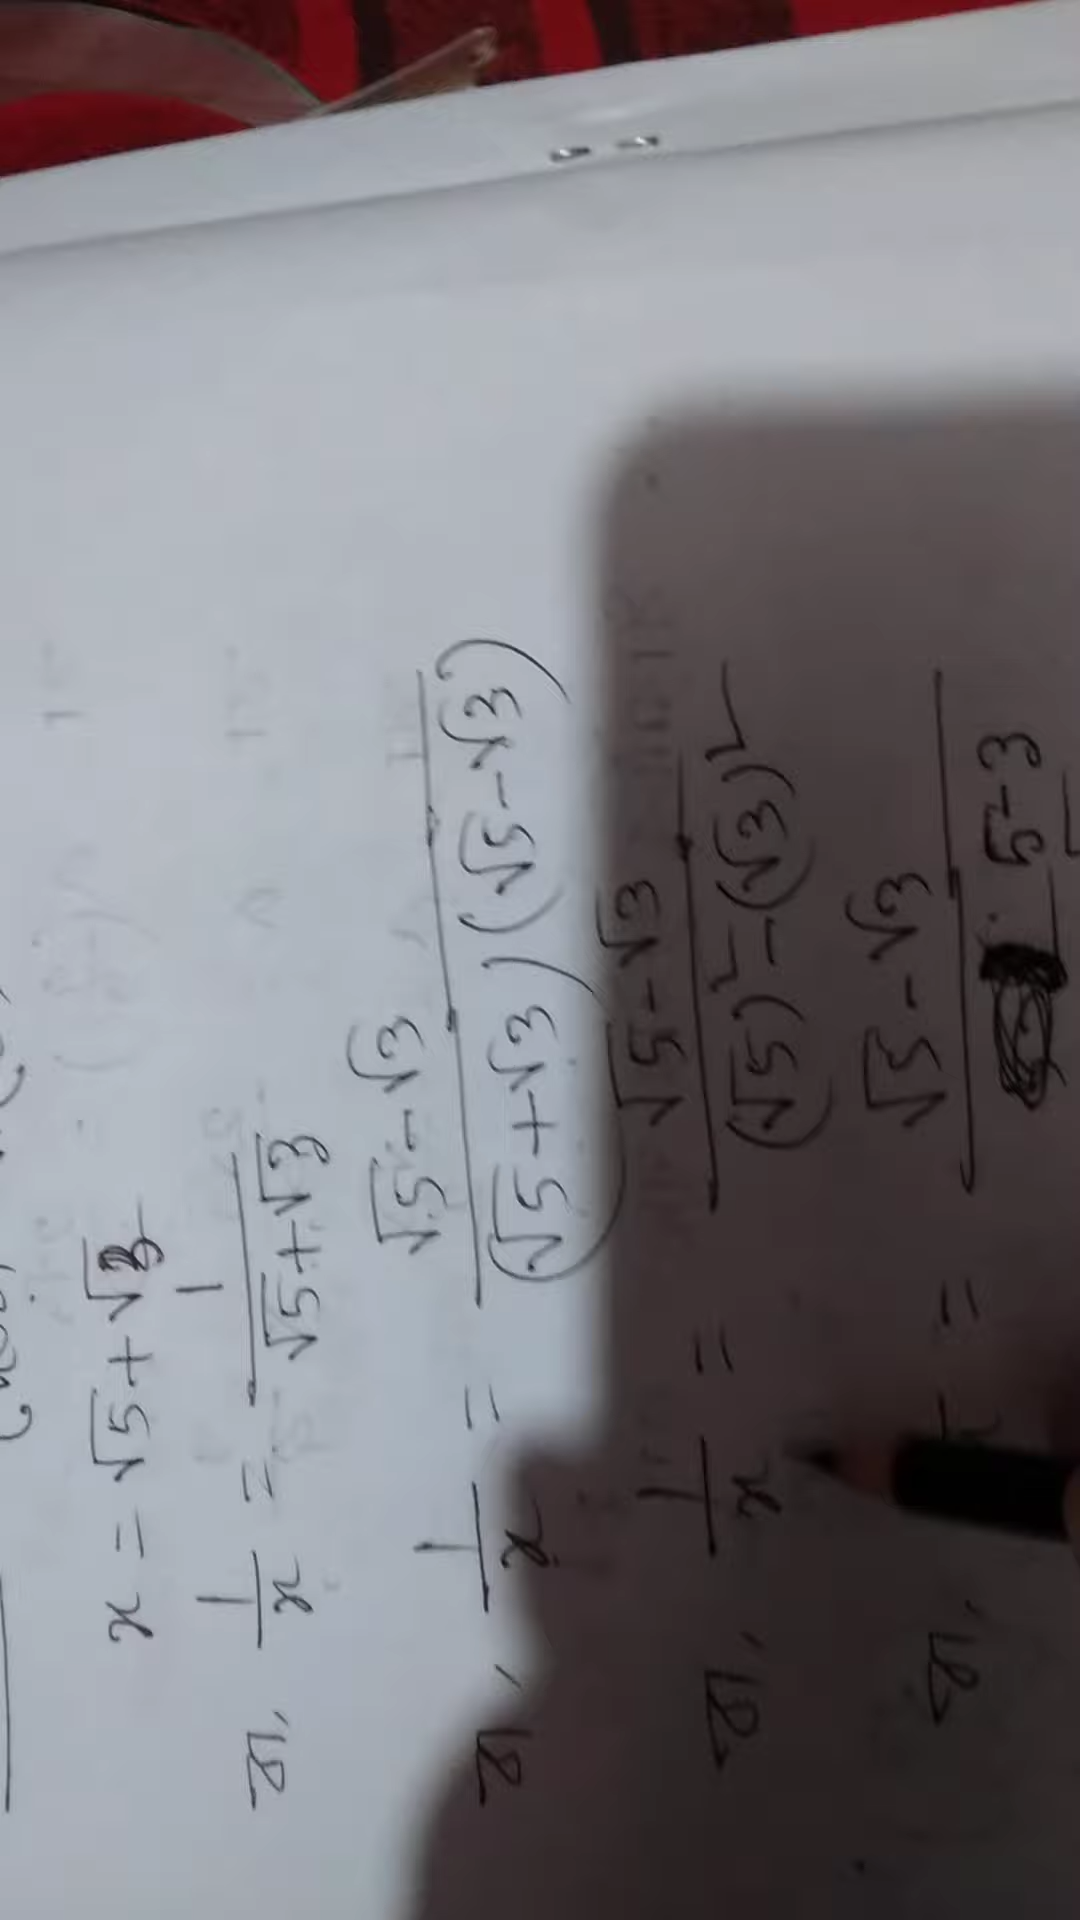 x = √5 + √3
বা, 1/x = 1/(√5 + √3)
বা, 1/x = (√5 - √3)/((√5 + √3)(√5 - √3))
বা, 1/x = (√5 - √3)/((√5)² - (√3)²)
বা, = (√5 - √3)/(5 - 3)